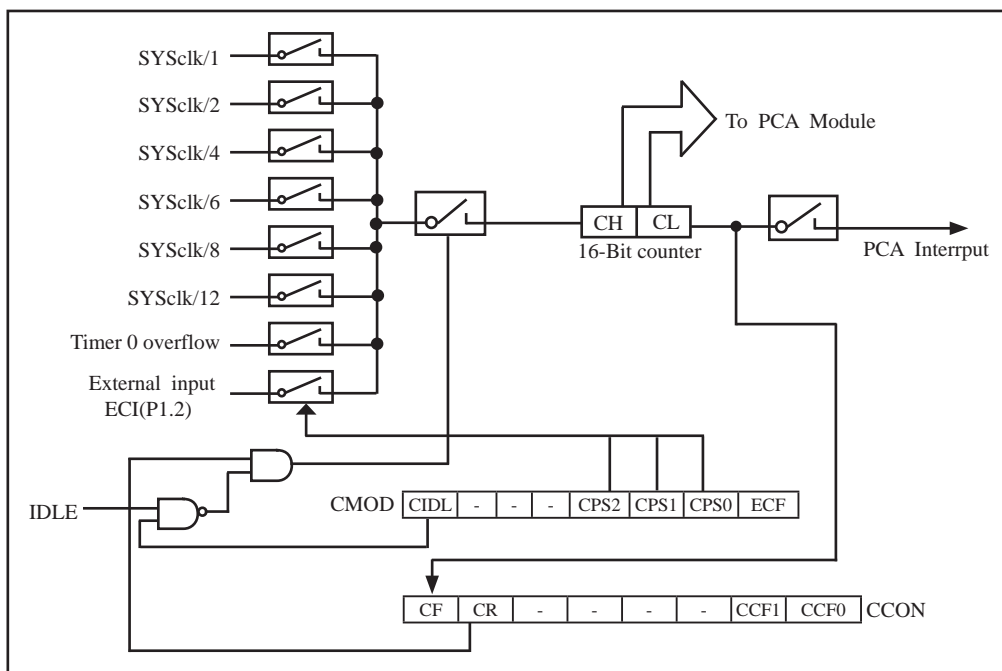 SYSclk/1
SYSclk/2
SYSclk/4
SYSclk/6
SYSclk/8
SYSclk/12
Timer 0 overflow
External input
ECI(P1.2)
IDLE
CH CL
16-Bit counter
To PCA Module
PCA Interrput
CMOD CIDL - - - CPS2 CPS1 CPS0 ECF
CF CR - - - - CCF1 CCF0 CCON